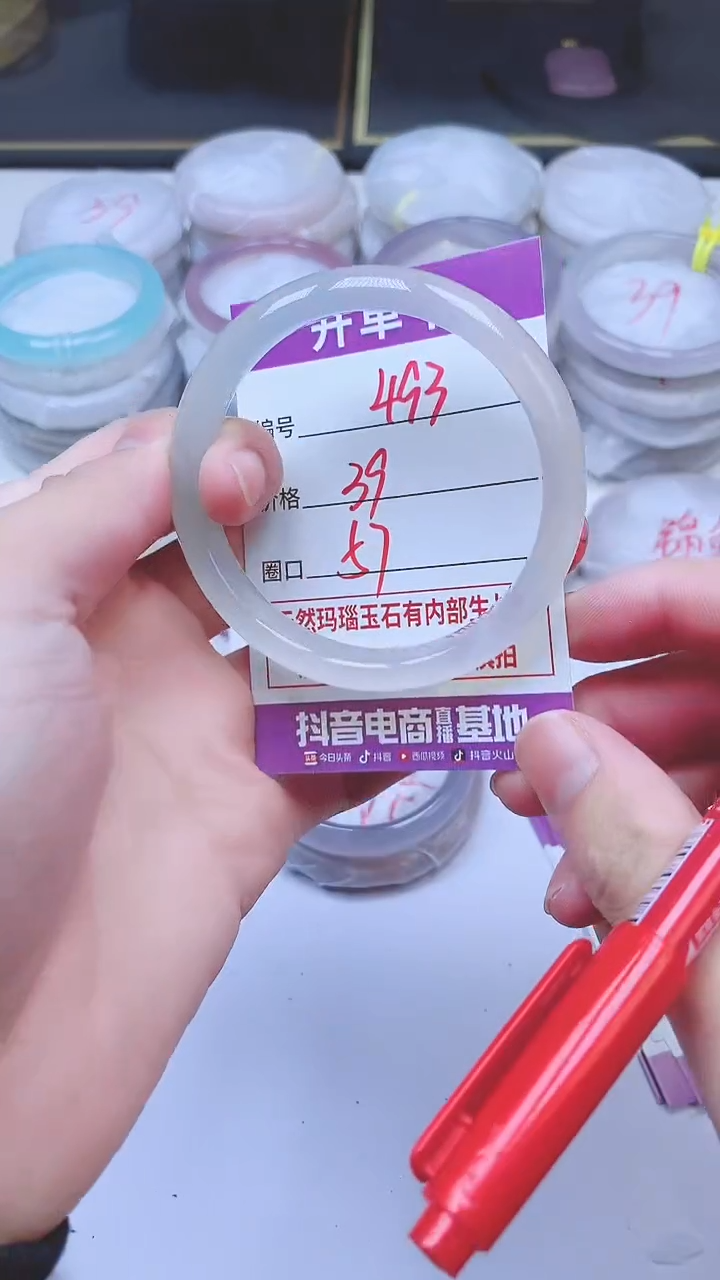 开单
编号 493
价格 39
圈口 57
然玛瑙玉石有内部生
拍
抖音电商直播基地
今日头条 抖音 西瓜视频 抖音火山
39
39